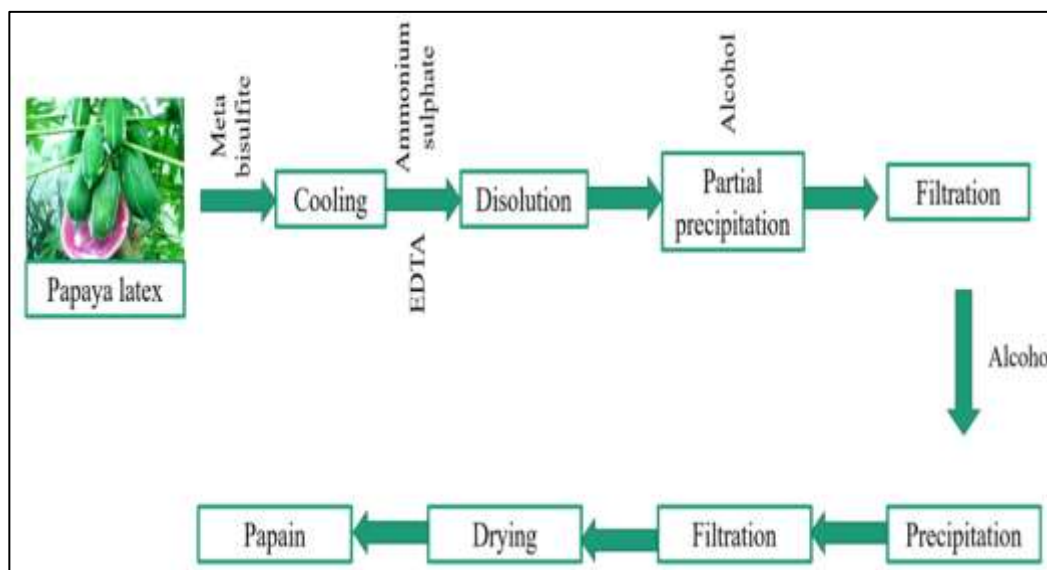 Meta
bisulfite
Ammonium
sulphate
Alcohol
Papaya latex
Cooling
Disolution
Partial
precipitation
Filtration
EDTA
Alcoho
Precipitation
Filtration
Drying
Papain